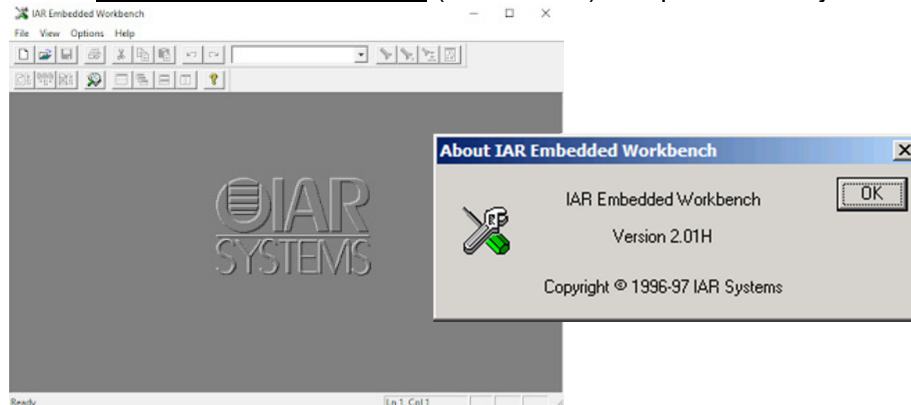 IAR Embedded Workbench
File View Options Help
IAR
SYSTEMS
Ready
Ln 1, Col 1
About IAR Embedded Workbench
IAR Embedded Workbench
OK
Version 2.01H
Copyright © 1996-97 IAR Systems